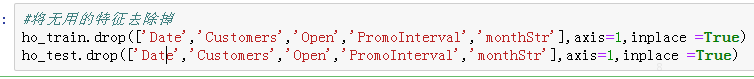 #将无用的特征去除掉
ho_train.drop(['Date','Customers','Open','PromoInterval','monthStr'],axis=1,inplace =True)
ho_test.drop(['Date','Customers','Open','PromoInterval','monthStr'],axis=1,inplace =True)